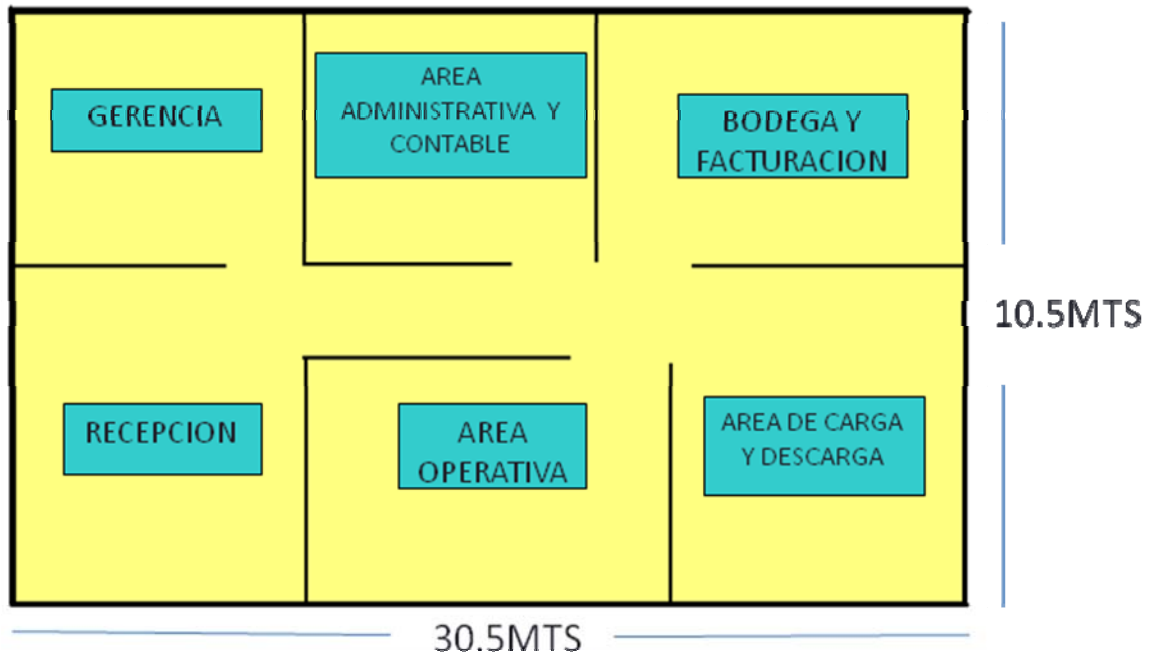 GERENCIA
AREA
ADMINISTRATIVA Y
CONTABLE
BODEGA Y
FACTURACION
10.5MTS
RECEPCION
AREA
OPERATIVA
AREA DE CARGA
Y DESCARGA
30.5MTS